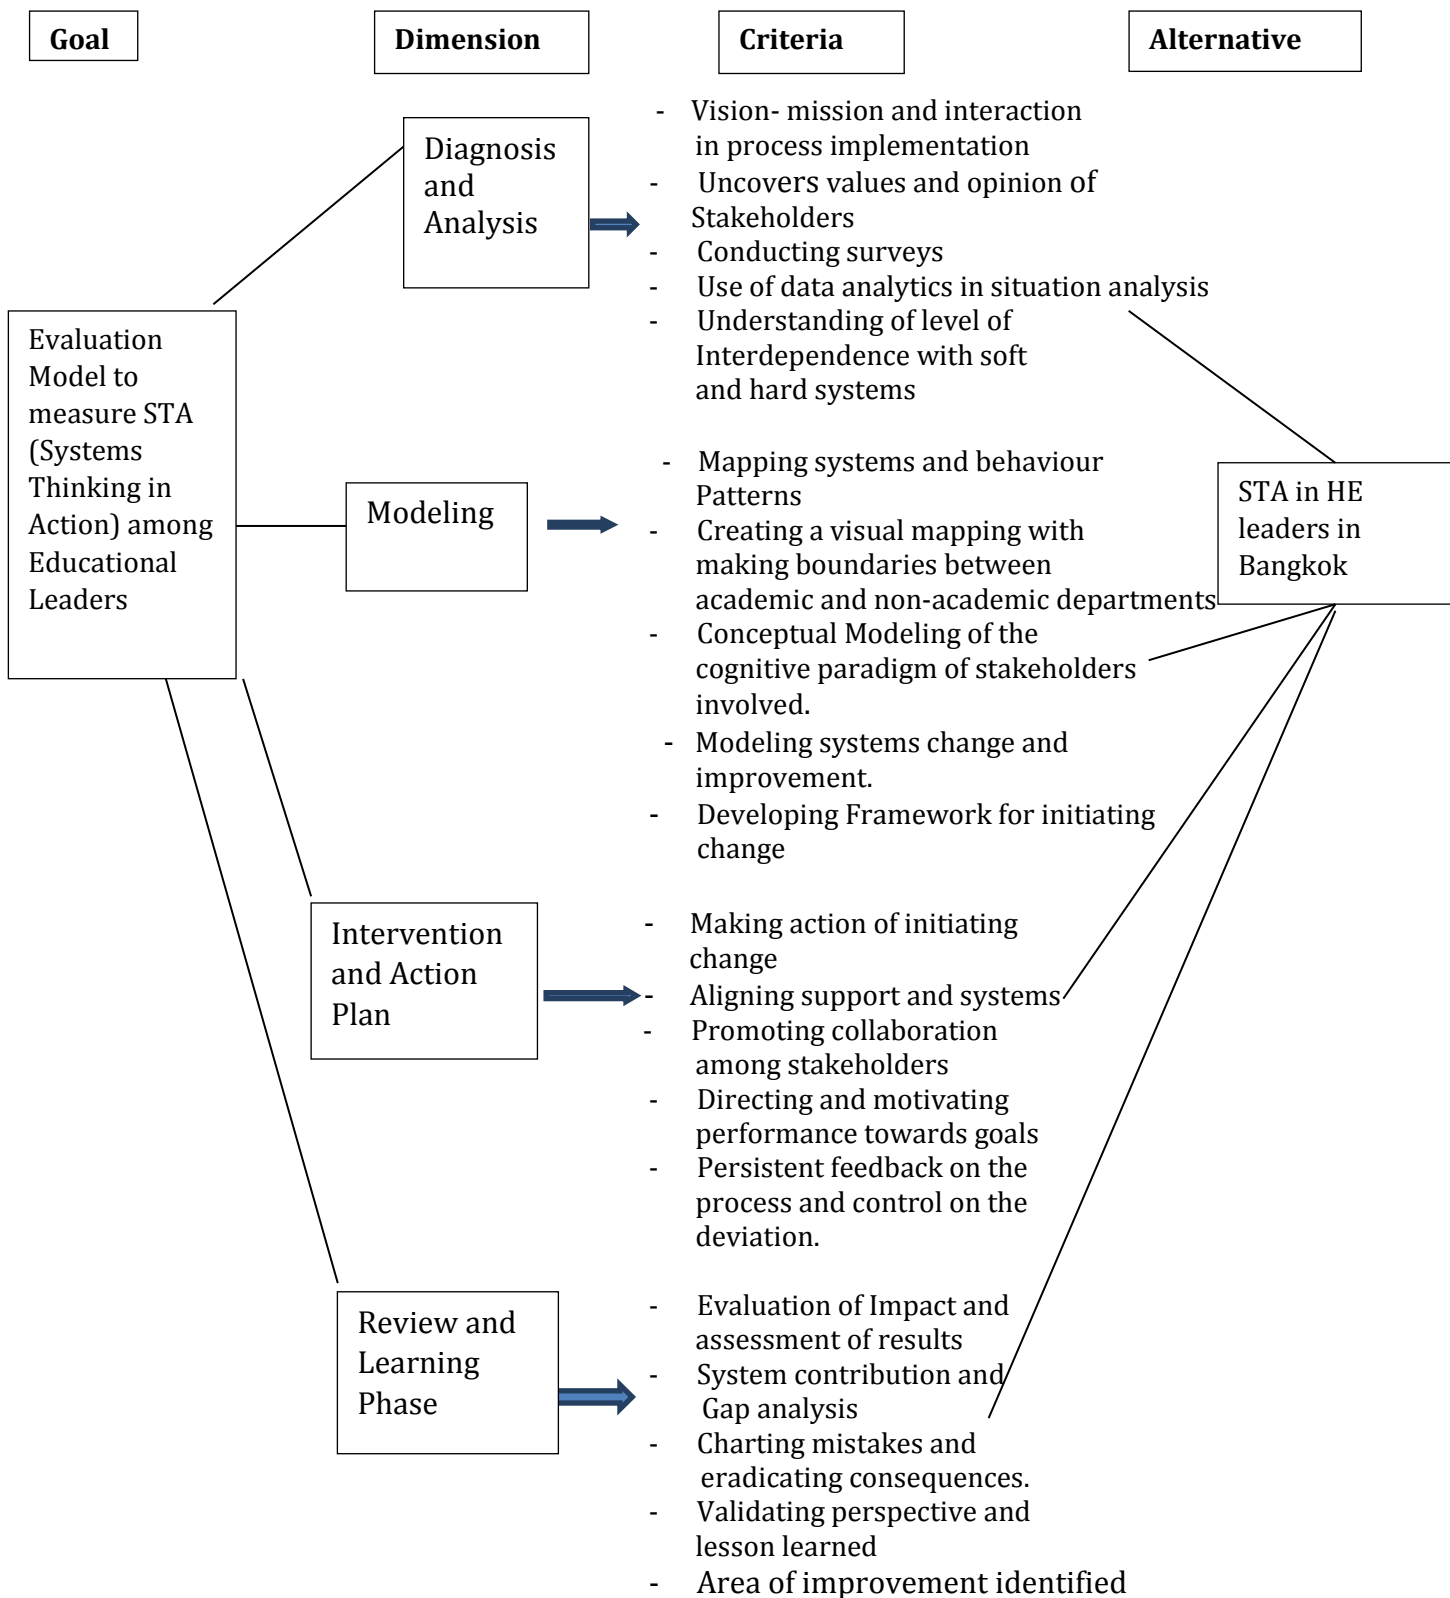 Goal
Dimension
Criteria
Alternative
Evaluation
Model to
measure STA
(Systems
Thinking in
Action) among
Educational
Leaders
Diagnosis
and
Analysis
- Vision- mission and interaction
in process implementation
- Uncovers values and opinion of
Stakeholders
- Conducting surveys
- Use of data analytics in situation analysis
- Understanding of level of
Interdependence with soft
and hard systems
Modeling
- Mapping systems and behaviour
Patterns
- Creating a visual mapping with
making boundaries between
academic and non-academic departments
- Conceptual Modeling of the
cognitive paradigm of stakeholders
involved.
- Modeling systems change and
improvement.
- Developing Framework for initiating
change
Intervention
and Action
Plan
- Making action of initiating
change
- Aligning support and systems
- Promoting collaboration
among stakeholders
- Directing and motivating
performance towards goals
- Persistent feedback on the
process and control on the
deviation.
Review and
Learning
Phase
- Evaluation of Impact and
assessment of results
- System contribution and
Gap analysis
- Charting mistakes and
eradicating consequences.
- Validating perspective and
lesson learned
- Area of improvement identified
STA in HE
leaders in
Bangkok